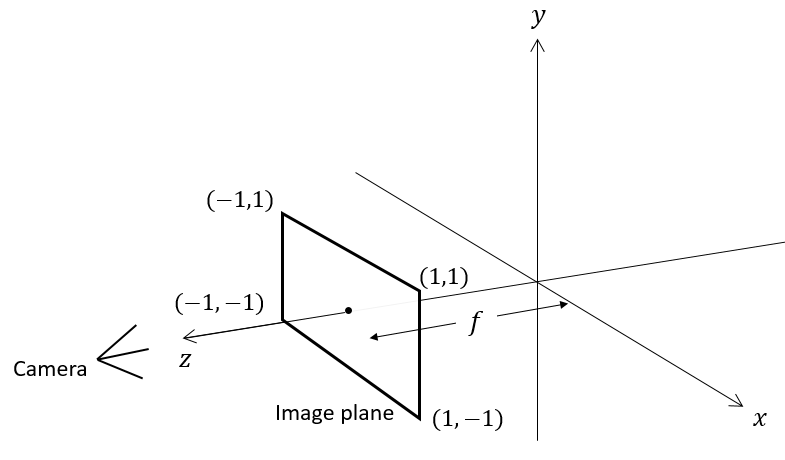 y
(−1,1)
(1,1)
(−1, −1)
f
z
Camera
Image plane
(1, −1)
x